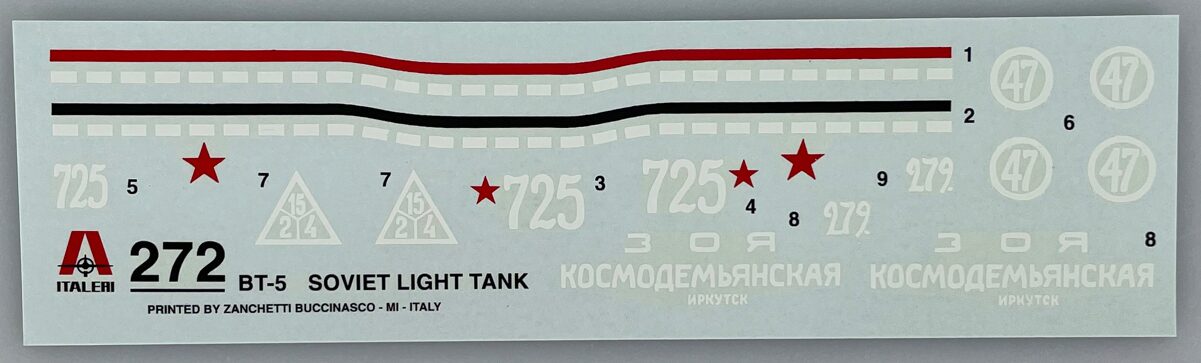 1
2
47
47
6
47
47
725
5
7
15
2 4
7
15
2 4
725
3
725
4
8
9
279.
279.
ЗОЯ
КОСМОДЕМЬЯНСКАЯ
ИРКУТСК
ЗОЯ
КОСМОДЕМЬЯНСКАЯ
ИРКУТСК
8
ITALERI
272
BT-5 SOVIET LIGHT TANK
PRINTED BY ZANCHETTI BUCCINASCO - MI - ITALY